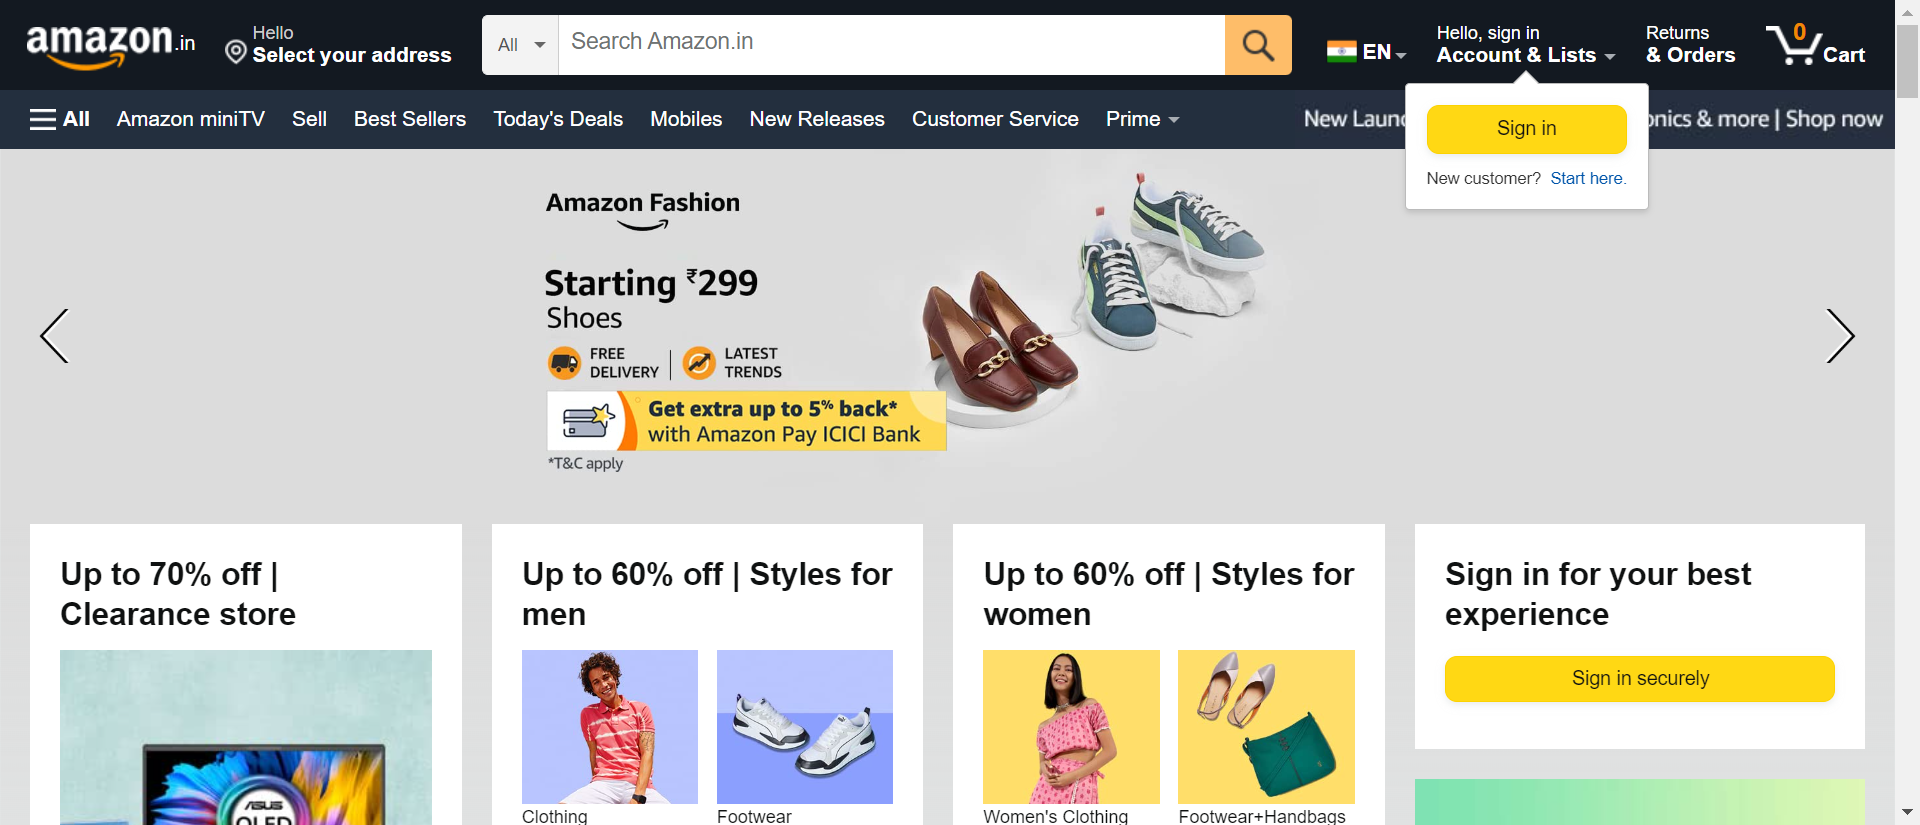 amazon.in
Hello
Select your address
All
Search Amazon.in
EN
Hello, sign in
Account & Lists
Returns
& Orders
0
Cart
All
Amazon miniTV
Sell
Best Sellers
Today's Deals
Mobiles
New Releases
Customer Service
Prime
New
onics & more | Shop now
Sign in
New customer? Start here.
Amazon Fashion
Starting ₹299
Shoes
FREE
DELIVERY
LATEST
TRENDS
Get extra up to 5% back*
with Amazon Pay ICICI Bank
*T&C apply
Up to 70% off |
Clearance store
Up to 60% off | Styles for
men
Up to 60% off | Styles for
women
Sign in for your best
experience
Sign in securely
ASUS
OLED
Clothing
Footwear
Women's Clothing
Footwear+Handbags